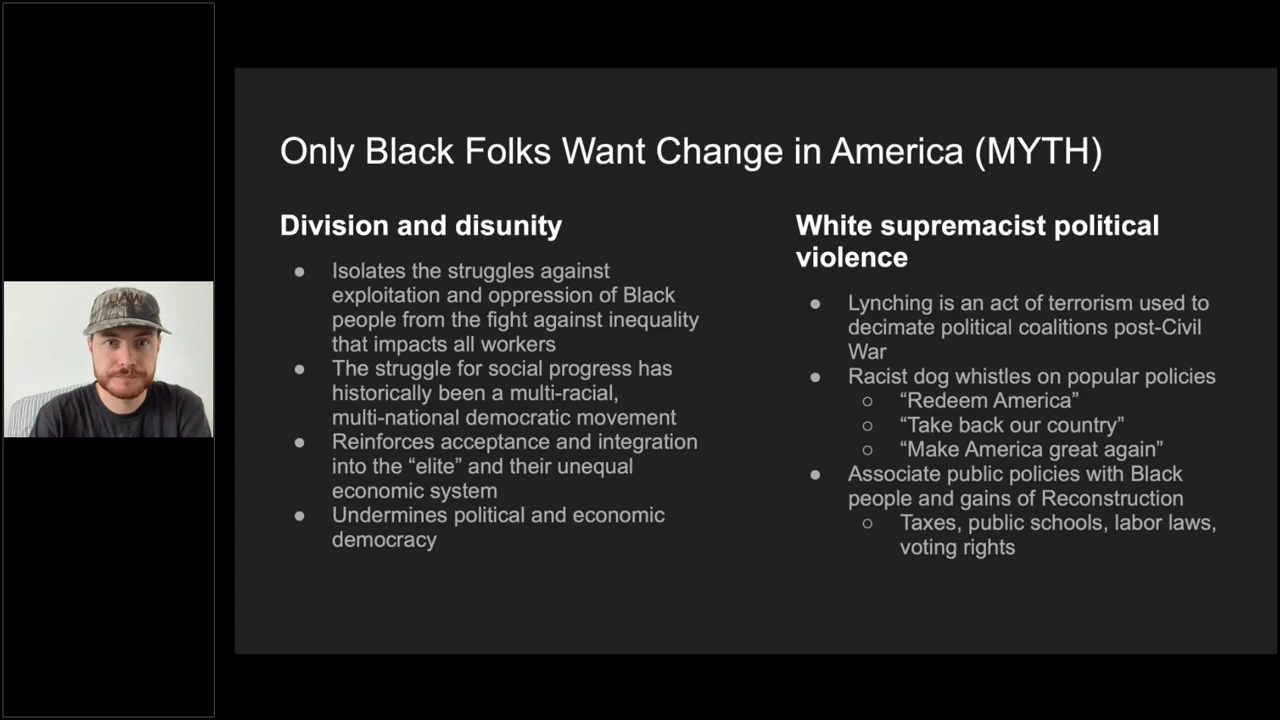 Only Black Folks Want Change in America (MYTH)
Division and disunity
● Isolates the struggles against
exploitation and oppression of Black
people from the fight against inequality
that impacts all workers
● The struggle for social progress has
historically been a multi-racial,
multi-national democratic movement
● Reinforces acceptance and integration
into the “elite” and their unequal
economic system
● Undermines political and economic
democracy
White supremacist political
violence
● Lynching is an act of terrorism used to
decimate political coalitions post-Civil
War
● Racist dog whistles on popular policies
○ “Redeem America”
○ “Take back our country”
○ “Make America great again”
● Associate public policies with Black
people and gains of Reconstruction
○ Taxes, public schools, labor laws,
voting rights